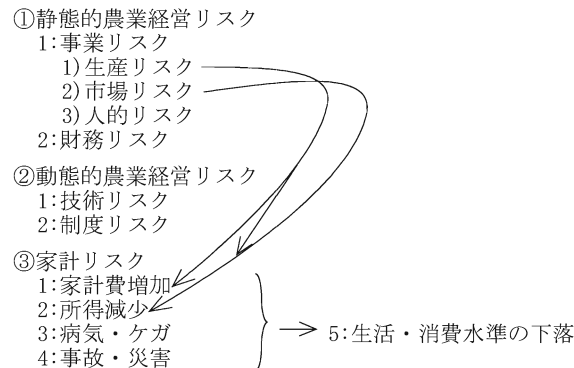 ①静態的農業経営リスク
1:事業リスク
1)生産リスク
2)市場リスク
3)人的リスク
2:財務リスク
②動態的農業経営リスク
1:技術リスク
2:制度リスク
③家計リスク
1:家計費増加
2:所得減少
3:病気・ケガ
4:事故・災害
5:生活・消費水準の下落